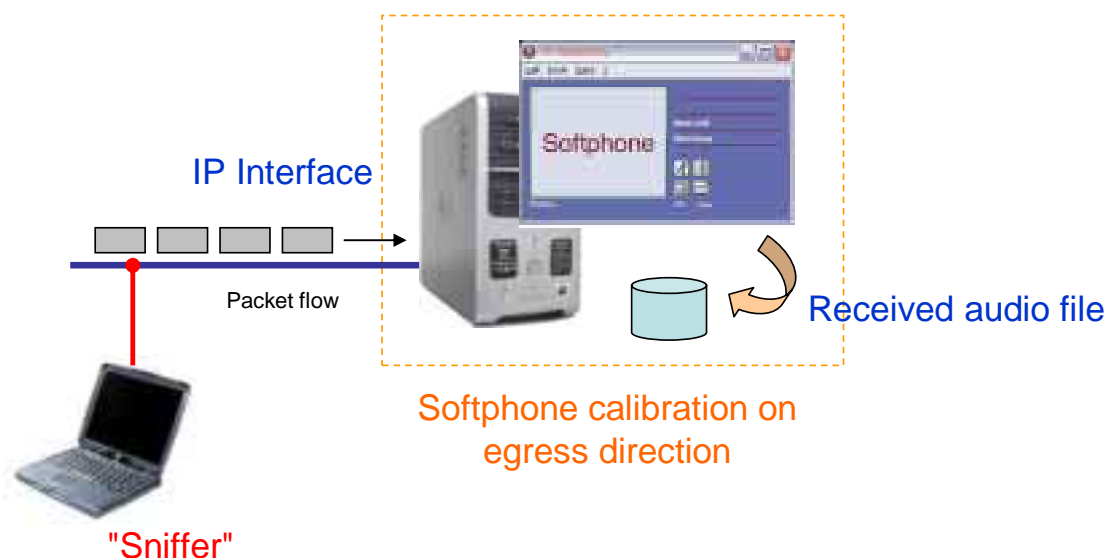 Softphone
IP Interface
Packet flow
Received audio file
Softphone calibration on
egress direction
"Sniffer"